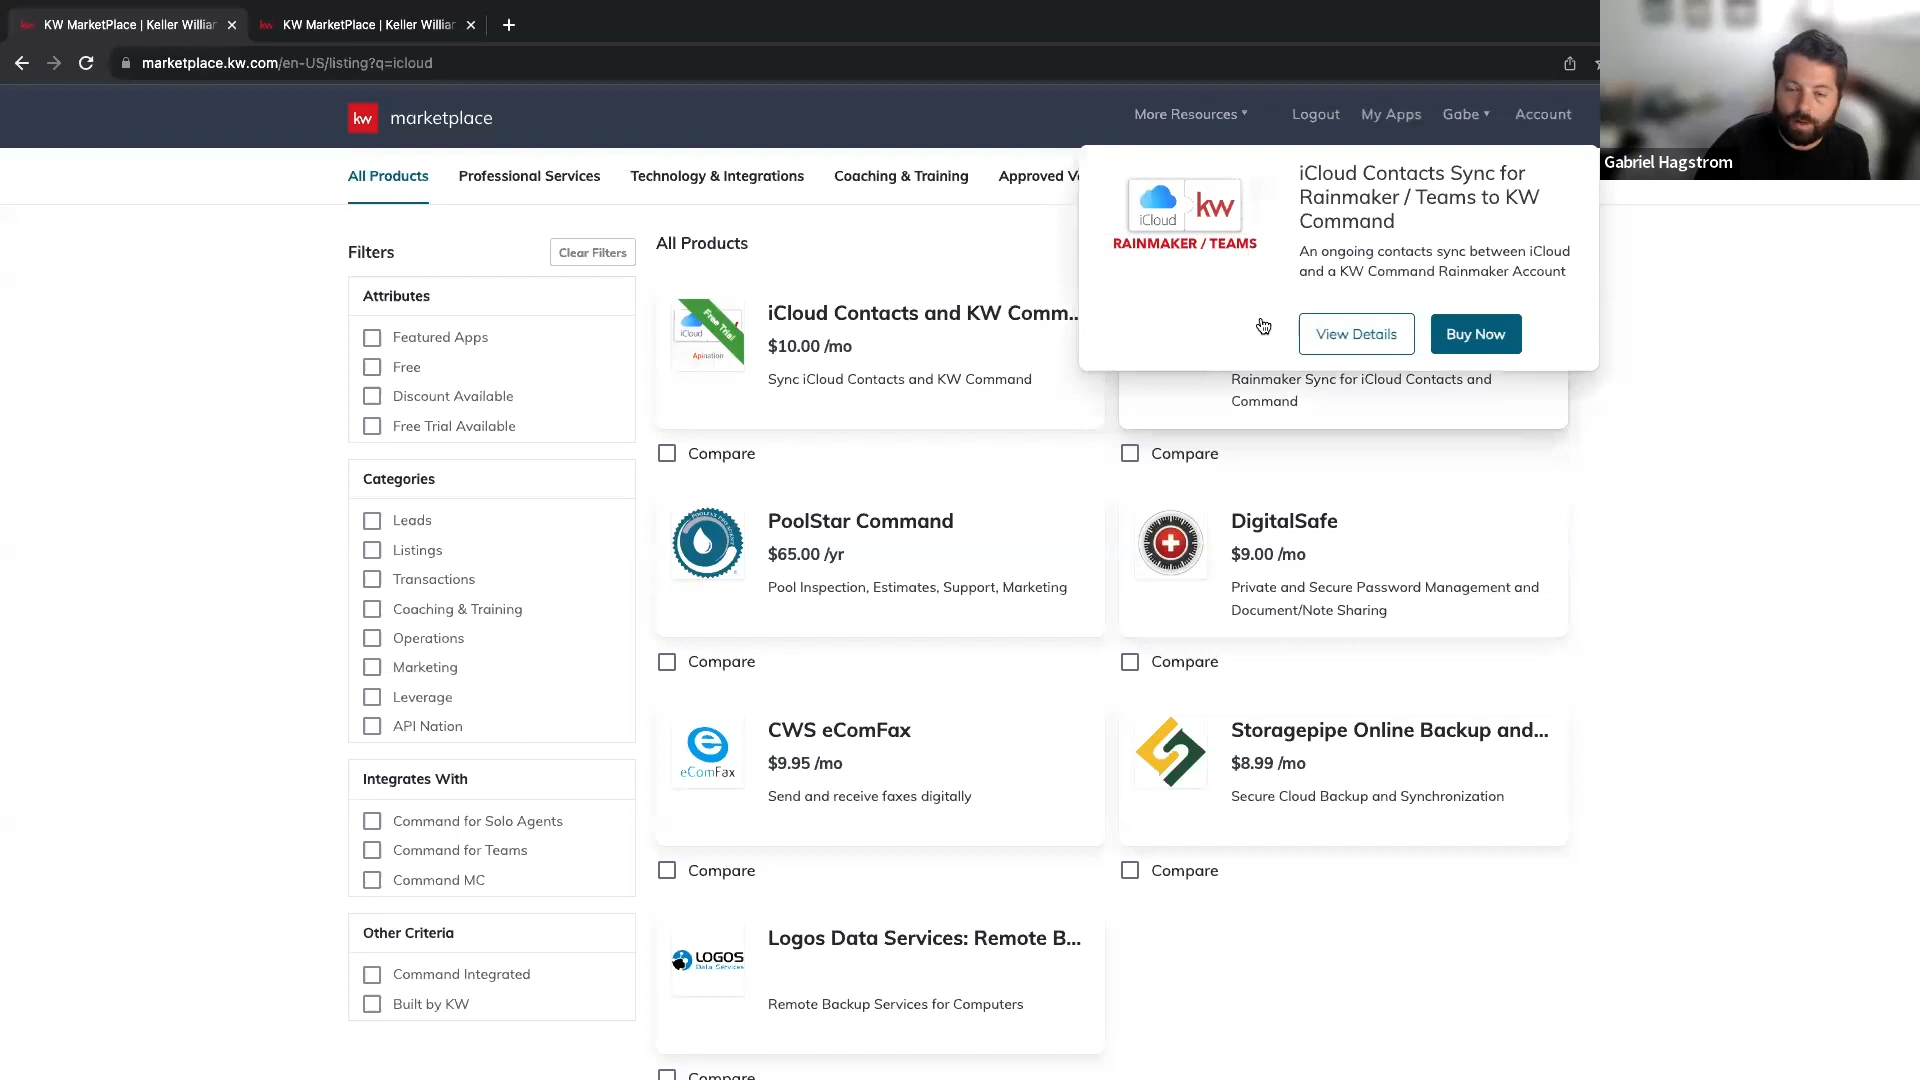 KW MarketPlace | Keller Williar
KW MarketPlace | Keller Williar
marketplace.kw.com/en-US/listing?q=icloud
kw marketplace
More Resources
Logout
My Apps
Gabe
Account
Gabriel Hagstrom
All Products
Professional Services
Technology & Integrations
Coaching & Training
Approved V
iCloud kw
RAINMAKER / TEAMS
iCloud Contacts Sync for
Rainmaker / Teams to KW
Command
An ongoing contacts sync between iCloud
and a KW Command Rainmaker Account
View Details
Buy Now
Filters
Clear Filters
Attributes
Featured Apps
Free
Discount Available
Free Trial Available
Categories
Leads
Listings
Transactions
Coaching & Training
Operations
Marketing
Leverage
API Nation
Integrates With
Command for Solo Agents
Command for Teams
Command MC
Other Criteria
Command Integrated
Built by KW
All Products
Free Trial
iCloud
Apination
iCloud Contacts and KW Comm...
$10.00 /mo
Sync iCloud Contacts and KW Command
Compare
Rainmaker Sync for iCloud Contacts and
Command
Compare
PoolStar Command
$65.00 /yr
Pool Inspection, Estimates, Support, Marketing
Compare
DigitalSafe
$9.00 /mo
Private and Secure Password Management and
Document/Note Sharing
Compare
eComFax
CWS eComFax
$9.95 /mo
Send and receive faxes digitally
Compare
Storagepipe Online Backup and...
$8.99 /mo
Secure Cloud Backup and Synchronization
Compare
LOGOS
Data Services
Logos Data Services: Remote B...
Remote Backup Services for Computers
Compare